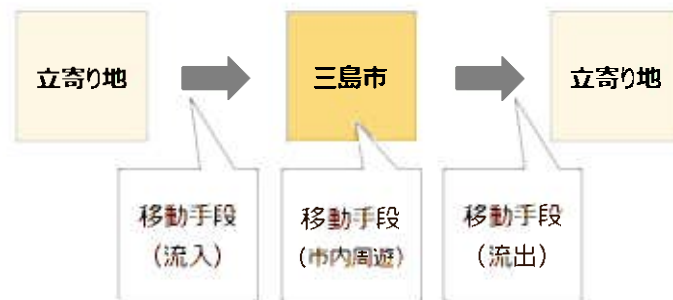 立寄り地
三島市
立寄り地
移動手段
(流入)
移動手段
(市内周遊)
移動手段
(流出)